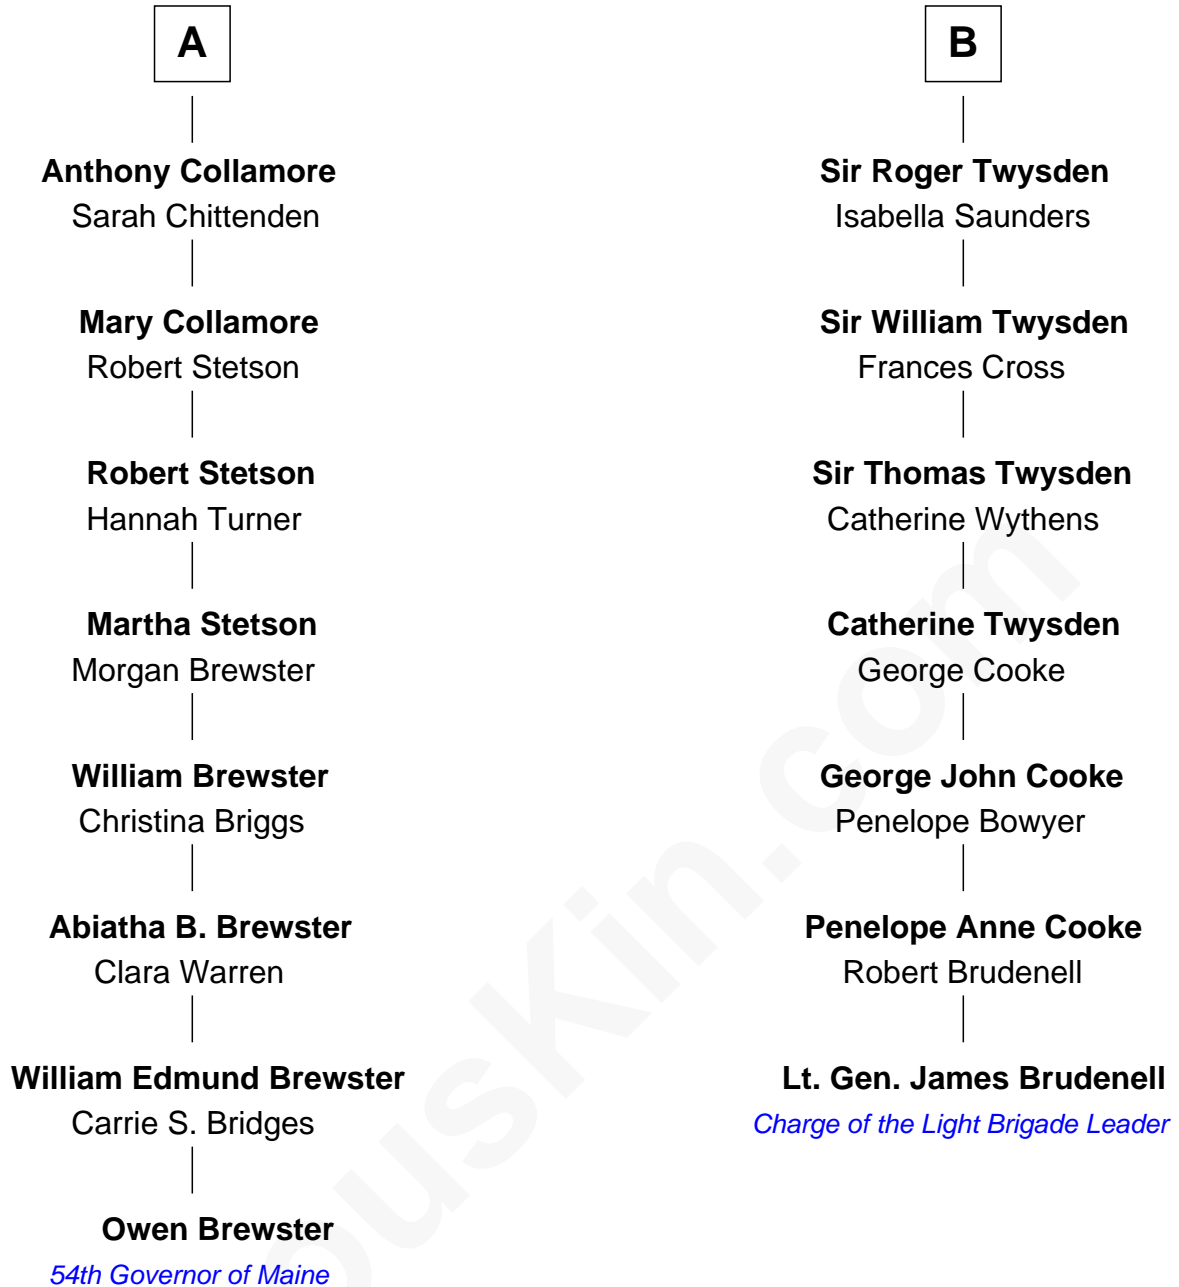 A
Anthony Collamore
Sarah Chittenden
Mary Collamore
Robert Stetson
Robert Stetson
Hannah Turner
Martha Stetson
Morgan Brewster
William Brewster
Christina Briggs
Abiatha B. Brewster
Clara Warren
William Edmund Brewster
Carrie S. Bridges
Owen Brewster
54th Governor of Maine
B
Sir Roger Twysden
Isabella Saunders
Sir William Twysden
Frances Cross
Sir Thomas Twysden
Catherine Wythens
Catherine Twysden
George Cooke
George John Cooke
Penelope Bowyer
Penelope Anne Cooke
Robert Brudenell
Lt. Gen. James Brudenell
Charge of the Light Brigade Leader
ousKin.com